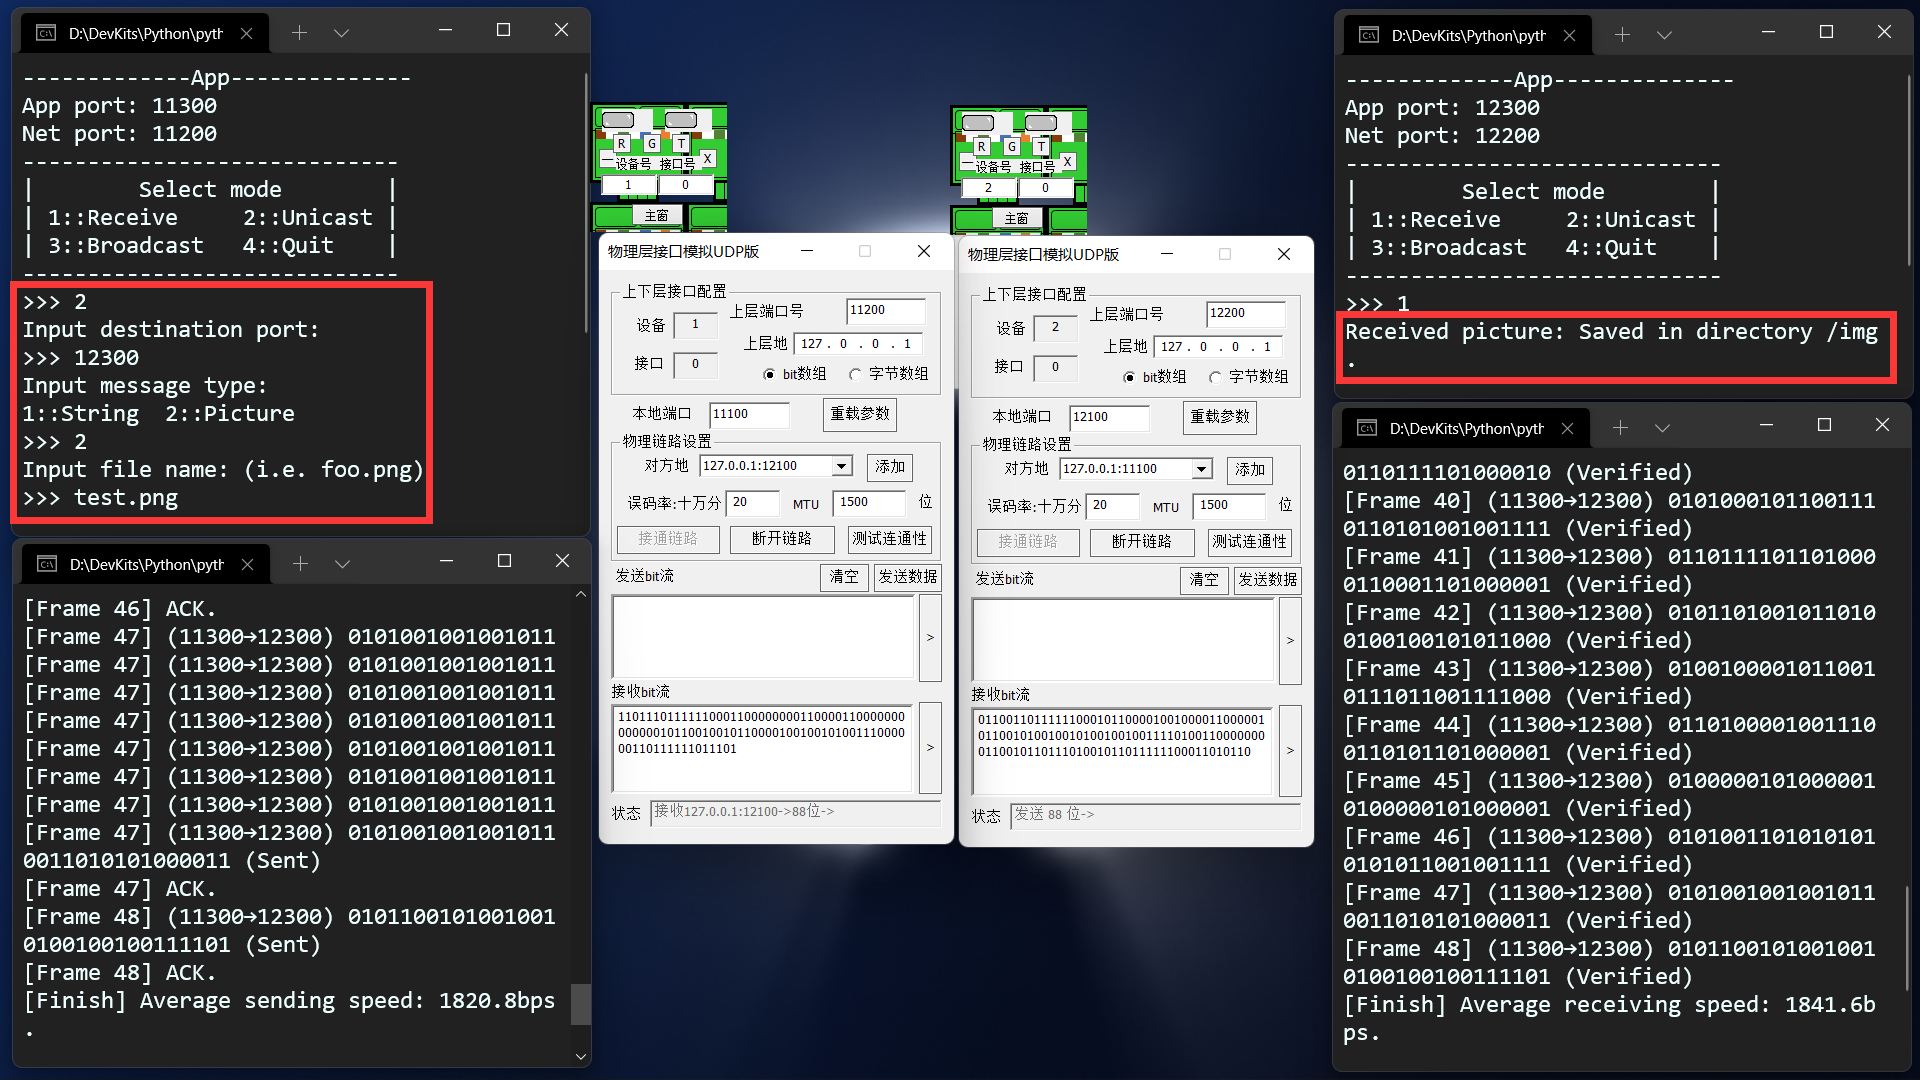 D:\DevKits\Python\pyth
-------------App--------------
App port: 11300
Net port: 11200
-----------------------------
|        Select mode        |
| 1::Receive     2::Unicast |
| 3::Broadcast   4::Quit    |
-----------------------------
>>> 2
Input destination port:
>>> 12300
Input message type:
1::String  2::Picture
>>> 2
Input file name: (i.e. foo.png)
>>> test.png
D:\DevKits\Python\pyth
[Frame 46] ACK.
[Frame 47] (11300→12300) 0101001001001011
[Frame 47] (11300→12300) 0101001001001011
[Frame 47] (11300→12300) 0101001001001011
[Frame 47] (11300→12300) 0101001001001011
[Frame 47] (11300→12300) 0101001001001011
[Frame 47] (11300→12300) 0101001001001011
[Frame 47] (11300→12300) 0101001001001011
[Frame 47] (11300→12300) 0101001001001011
0011010101000011 (Sent)
[Frame 47] ACK.
[Frame 48] (11300→12300) 0101100101001001
0100100100111101 (Sent)
[Frame 48] ACK.
[Finish] Average sending speed: 1820.8bps
.
R G T
设备号 接口号 X
1 0
主窗
物理层接口模拟UDP版
上下层接口配置
设备 1 上层端口号 11200
上层地 127 . 0 . 0 . 1
接口 0
bit数组 字节数组
本地端口 11100 重载参数
物理链路设置
对方地 127.0.0.1:12100 添加
误码率:十万分 20 MTU 1500 位
接通链路 断开链路 测试连通性
发送bit流 清空 发送数据
>
接收bit流
1101110111111000110000000011000011000000
0000001011001001011000010010010100111000
001101111111011101
>
状态 接收127.0.0.1:12100->88位->
R G T
设备号 接口号 X
2 0
主窗
物理层接口模拟UDP版
上下层接口配置
设备 2 上层端口号 12200
上层地 127 . 0 . 0 . 1
接口 0
bit数组 字节数组
本地端口 12100 重载参数
物理链路设置
对方地 127.0.0.1:11100 添加
误码率:十万分 20 MTU 1500 位
接通链路 断开链路 测试连通性
发送bit流 清空 发送数据
>
接收bit流
0110011011111100010110000100100001100000
1011001010010010100100100111101001100000
00011001011011101001011011111100011010110
>
状态 发送 88 位->
D:\DevKits\Python\pyth
-------------App--------------
App port: 12300
Net port: 12200
-----------------------------
|        Select mode        |
| 1::Receive     2::Unicast |
| 3::Broadcast   4::Quit    |
-----------------------------
>>> 1
Received picture: Saved in directory /img
.
D:\DevKits\Python\pyth
0110111101000010 (Verified)
[Frame 40] (11300→12300) 0101000101100111
0110101001001111 (Verified)
[Frame 41] (11300→12300) 0110111101101000
0110001101000001 (Verified)
[Frame 42] (11300→12300) 0101101001011010
0100100101011000 (Verified)
[Frame 43] (11300→12300) 0100100001011001
0111011001111000 (Verified)
[Frame 44] (11300→12300) 0110100001001110
0110101101000001 (Verified)
[Frame 45] (11300→12300) 0100000101000001
0100000101000001 (Verified)
[Frame 46] (11300→12300) 0101001101010101
0101011001001111 (Verified)
[Frame 47] (11300→12300) 0101001001001011
0011010101000011 (Verified)
[Frame 48] (11300→12300) 0101100101001001
0100100100111101 (Verified)
[Finish] Average receiving speed: 1841.6b
ps.